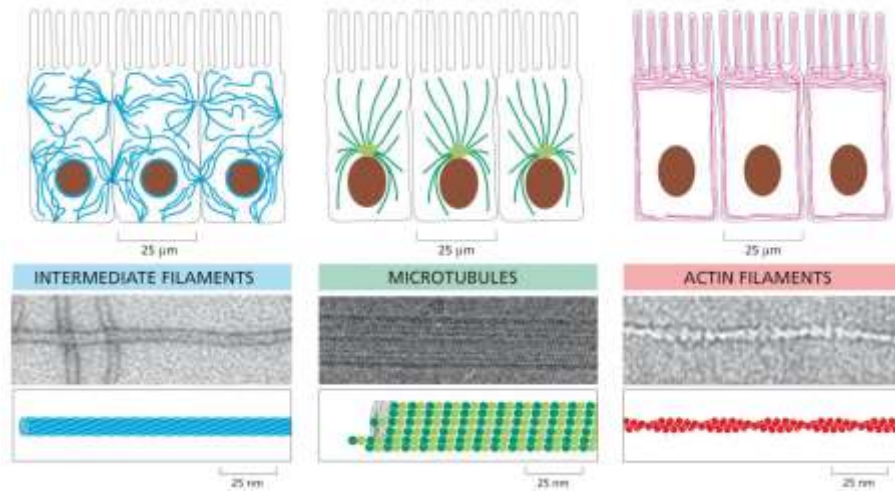 25 µm
25 µm
25 µm
INTERMEDIATE FILAMENTS
MICROTUBULES
ACTIN FILAMENTS
25 nm
25 nm
25 nm